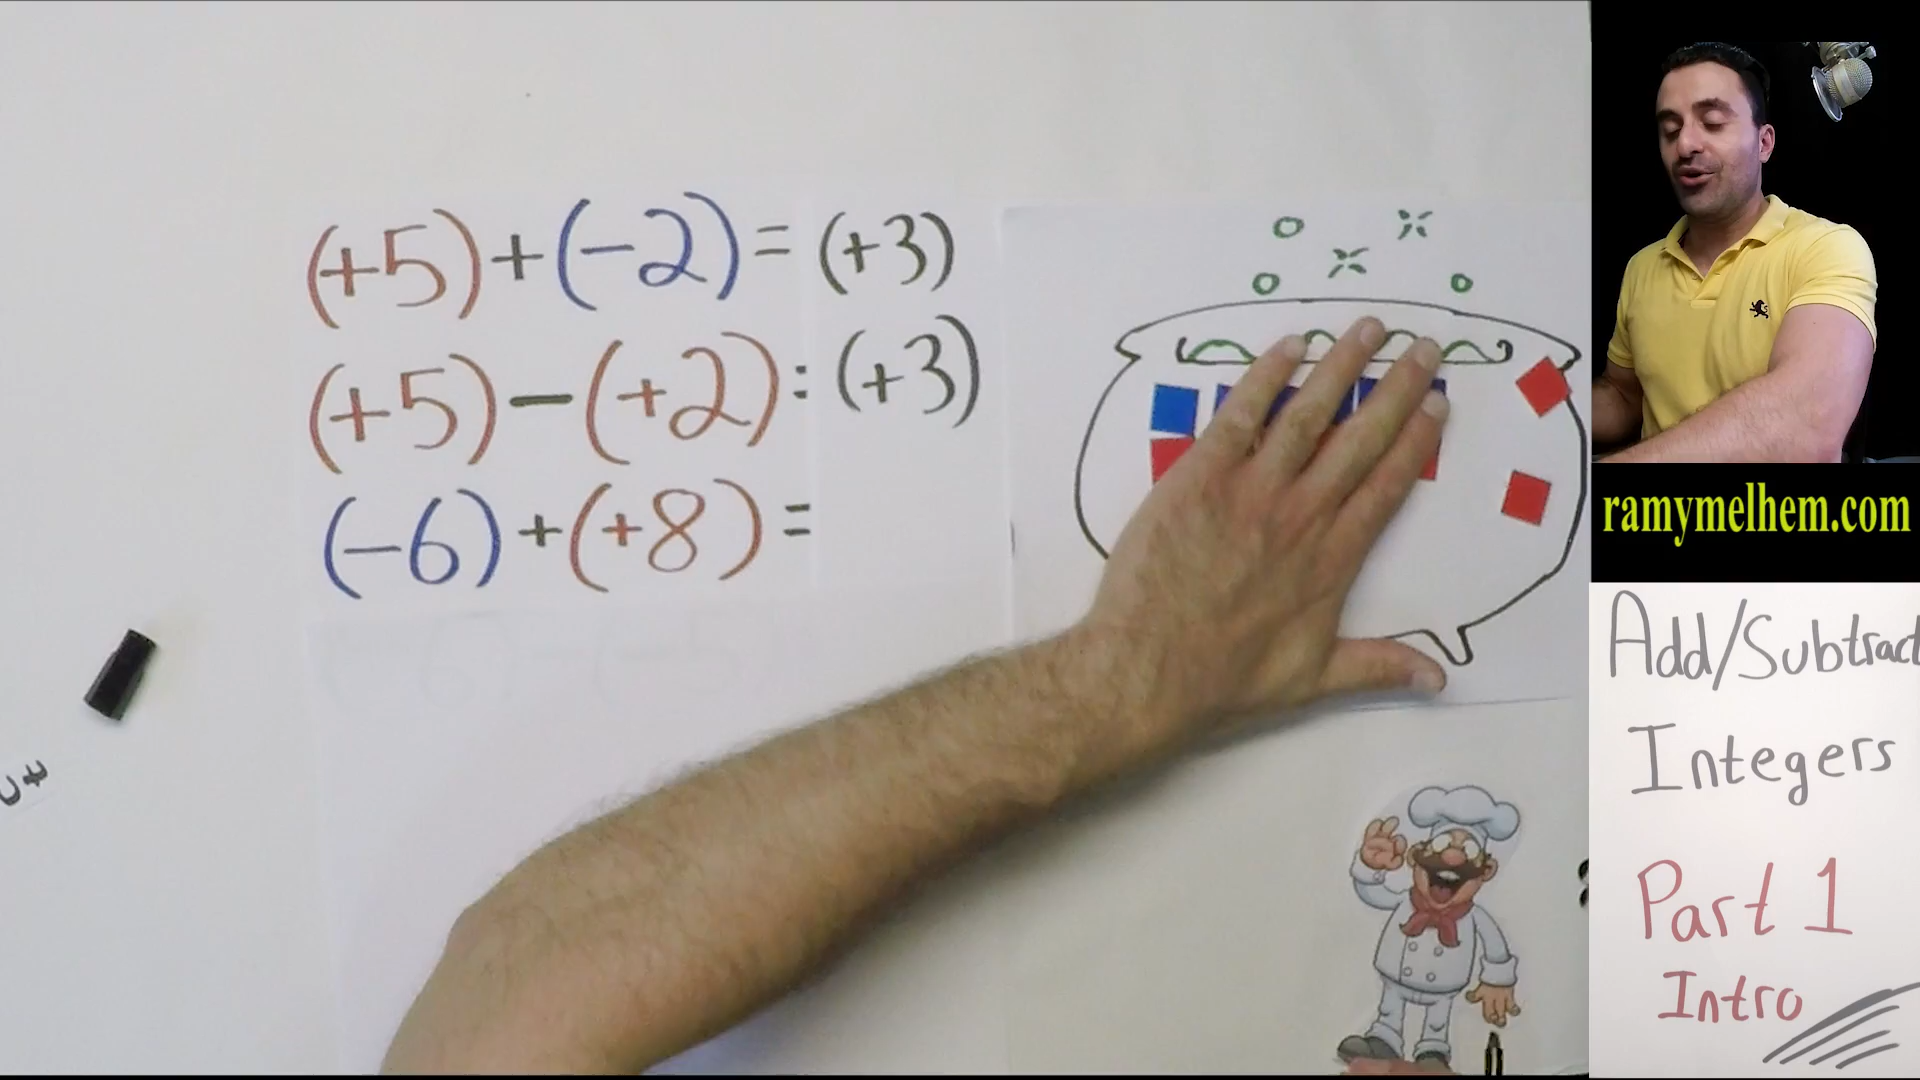 (+5)+(-2)=(+3)
(+5)-(+2)=(+3)
(-6)+(+8)=
ramymelhem.com
Add/Subtract
Integers
Part 1
Intro